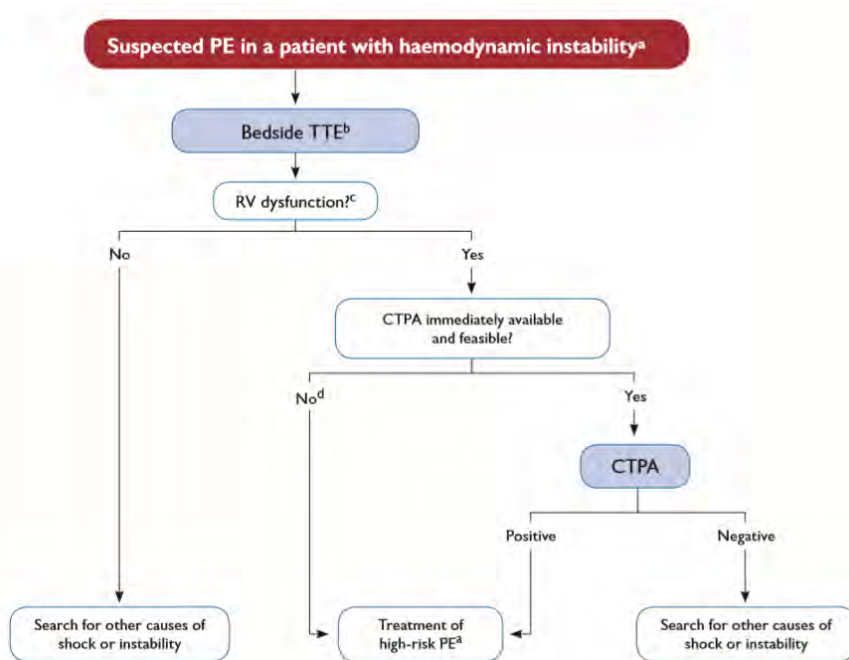 Suspected PE in a patient with haemodynamic instabilityᵃ
Bedside TTEᵇ
RV dysfunction?ᶜ
No
Yes
CTPA immediately available
and feasible?
Noᵈ
Yes
CTPA
Positive
Negative
Search for other causes of
shock or instability
Treatment of
high-risk PEᵃ
Search for other causes of
shock or instability